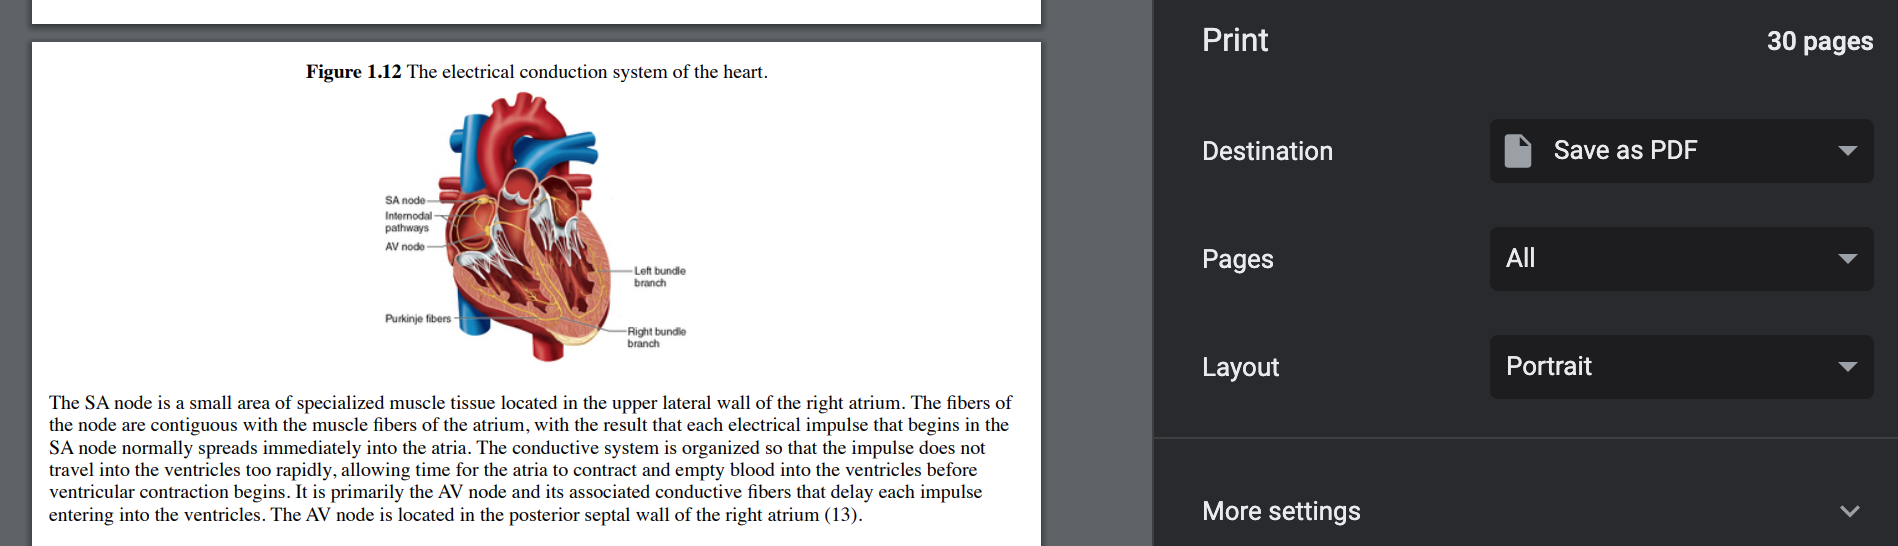 Figure 1.12 The electrical conduction system of the heart.
SA node
Internodal
pathways
AV node
Left bundle
branch
Purkinje fibers
Right bundle
branch
The SA node is a small area of specialized muscle tissue located in the upper lateral wall of the right atrium. The fibers of
the node are contiguous with the muscle fibers of the atrium, with the result that each electrical impulse that begins in the
SA node normally spreads immediately into the atria. The conductive system is organized so that the impulse does not
travel into the ventricles too rapidly, allowing time for the atria to contract and empty blood into the ventricles before
ventricular contraction begins. It is primarily the AV node and its associated conductive fibers that delay each impulse
entering into the ventricles. The AV node is located in the posterior septal wall of the right atrium (13).
Print
30 pages
Destination
Save as PDF
Pages
All
Layout
Portrait
More settings